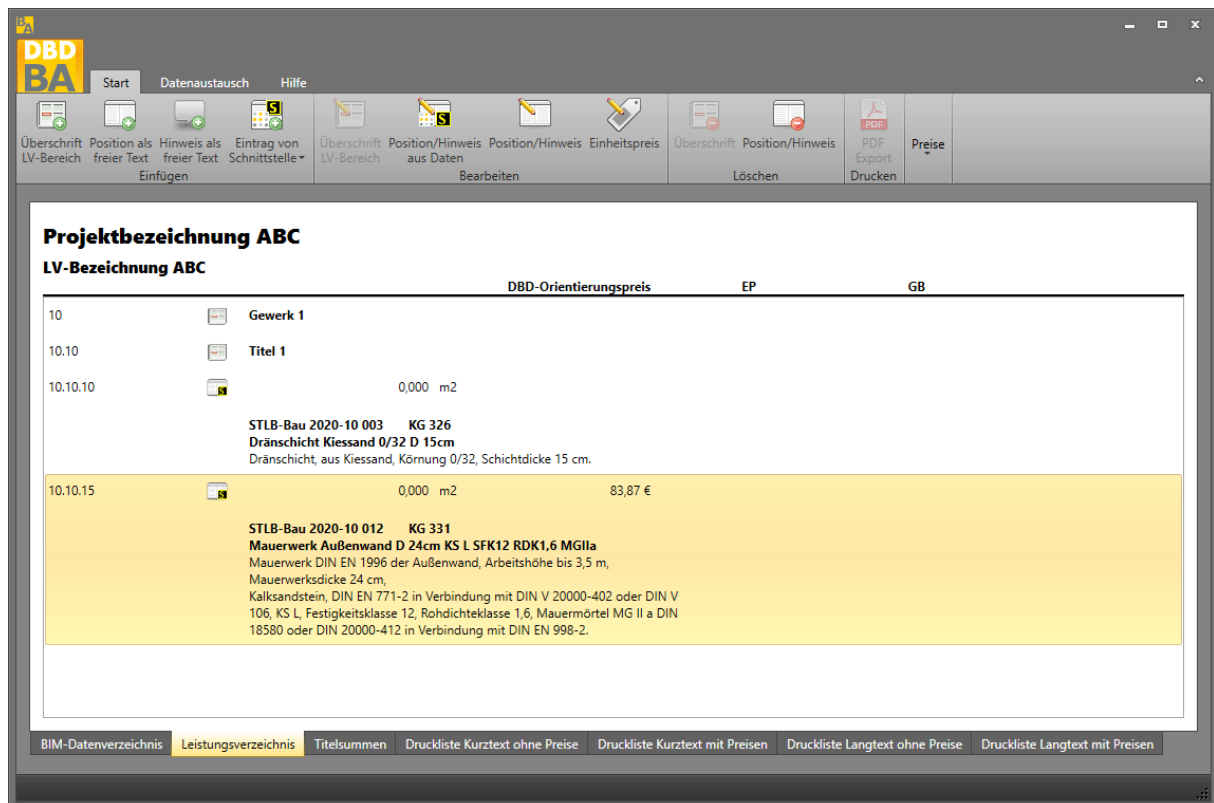 BA
DBD
BA
Start Datenaustausch Hilfe
S S
PDF
Überschrift Position als Hinweis als Eintrag von Überschrift Position/Hinweis Position/Hinweis Einheitspreis Überschrift Position/Hinweis PDF Preise
LV-Bereich freier Text freier Text Schnittstelle LV-Bereich aus Daten Export
Einfügen Bearbeiten Löschen Drucken
Projektbezeichnung ABC
LV-Bezeichnung ABC
DBD-Orientierungspreis EP GB
10 Gewerk 1
10.10 Titel 1
10.10.10 S 0,000 m2
STLB-Bau 2020-10 003 KG 326
Dränschicht Kiessand 0/32 D 15cm
Dränschicht, aus Kiessand, Körnung 0/32, Schichtdicke 15 cm.
10.10.15 S 0,000 m2 83,87 €
STLB-Bau 2020-10 012 KG 331
Mauerwerk Außenwand D 24cm KS L SFK12 RDK1,6 MGIIa
Mauerwerk DIN EN 1996 der Außenwand, Arbeitshöhe bis 3,5 m,
Mauerwerksdicke 24 cm,
Kalksandstein, DIN EN 771-2 in Verbindung mit DIN V 20000-402 oder DIN V
106, KS L, Festigkeitsklasse 12, Rohdichteklasse 1,6, Mauermörtel MG II a DIN
18580 oder DIN 20000-412 in Verbindung mit DIN EN 998-2.
BIM-Datenverzeichnis Leistungsverzeichnis Titelsummen Druckliste Kurztext ohne Preise Druckliste Kurztext mit Preisen Druckliste Langtext ohne Preise Druckliste Langtext mit Preisen